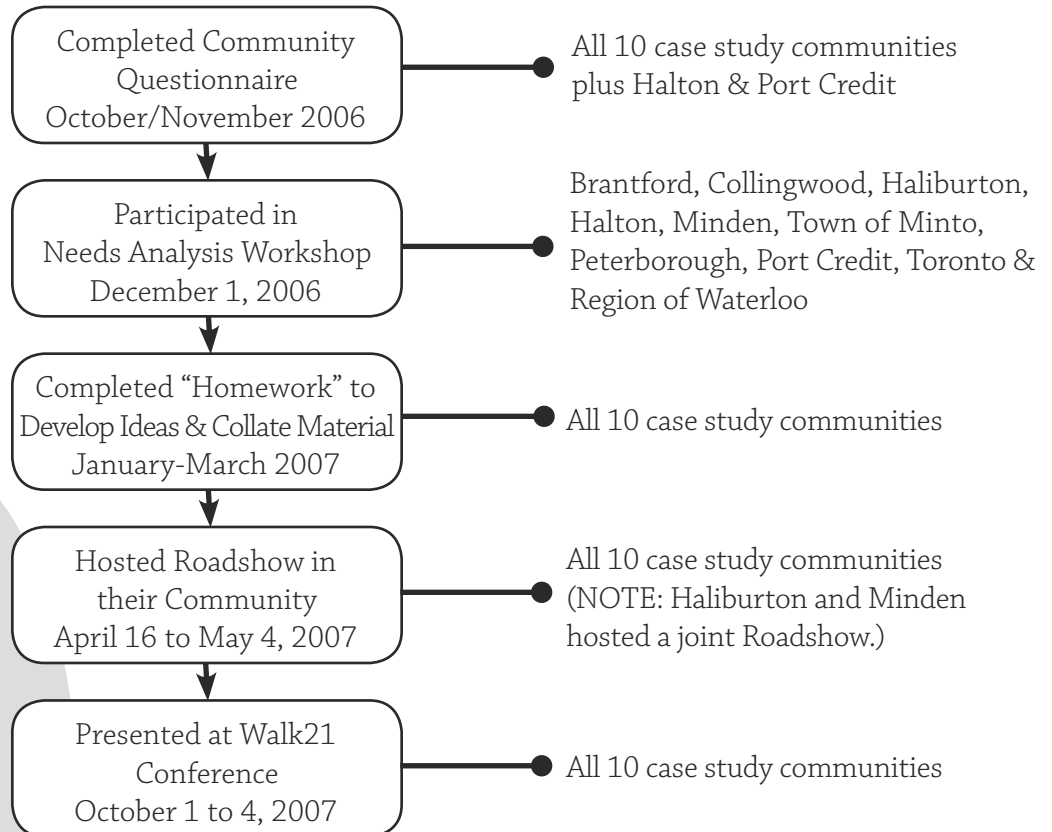 Completed Community
Questionnaire
October/November 2006
All 10 case study communities
plus Halton & Port Credit
Participated in
Needs Analysis Workshop
December 1, 2006
Brantford, Collingwood, Haliburton,
Halton, Minden, Town of Minto,
Peterborough, Port Credit, Toronto &
Region of Waterloo
Completed “Homework” to
Develop Ideas & Collate Material
January-March 2007
All 10 case study communities
Hosted Roadshow in
their Community
April 16 to May 4, 2007
All 10 case study communities
(NOTE: Haliburton and Minden
hosted a joint Roadshow.)
Presented at Walk21
Conference
October 1 to 4, 2007
All 10 case study communities